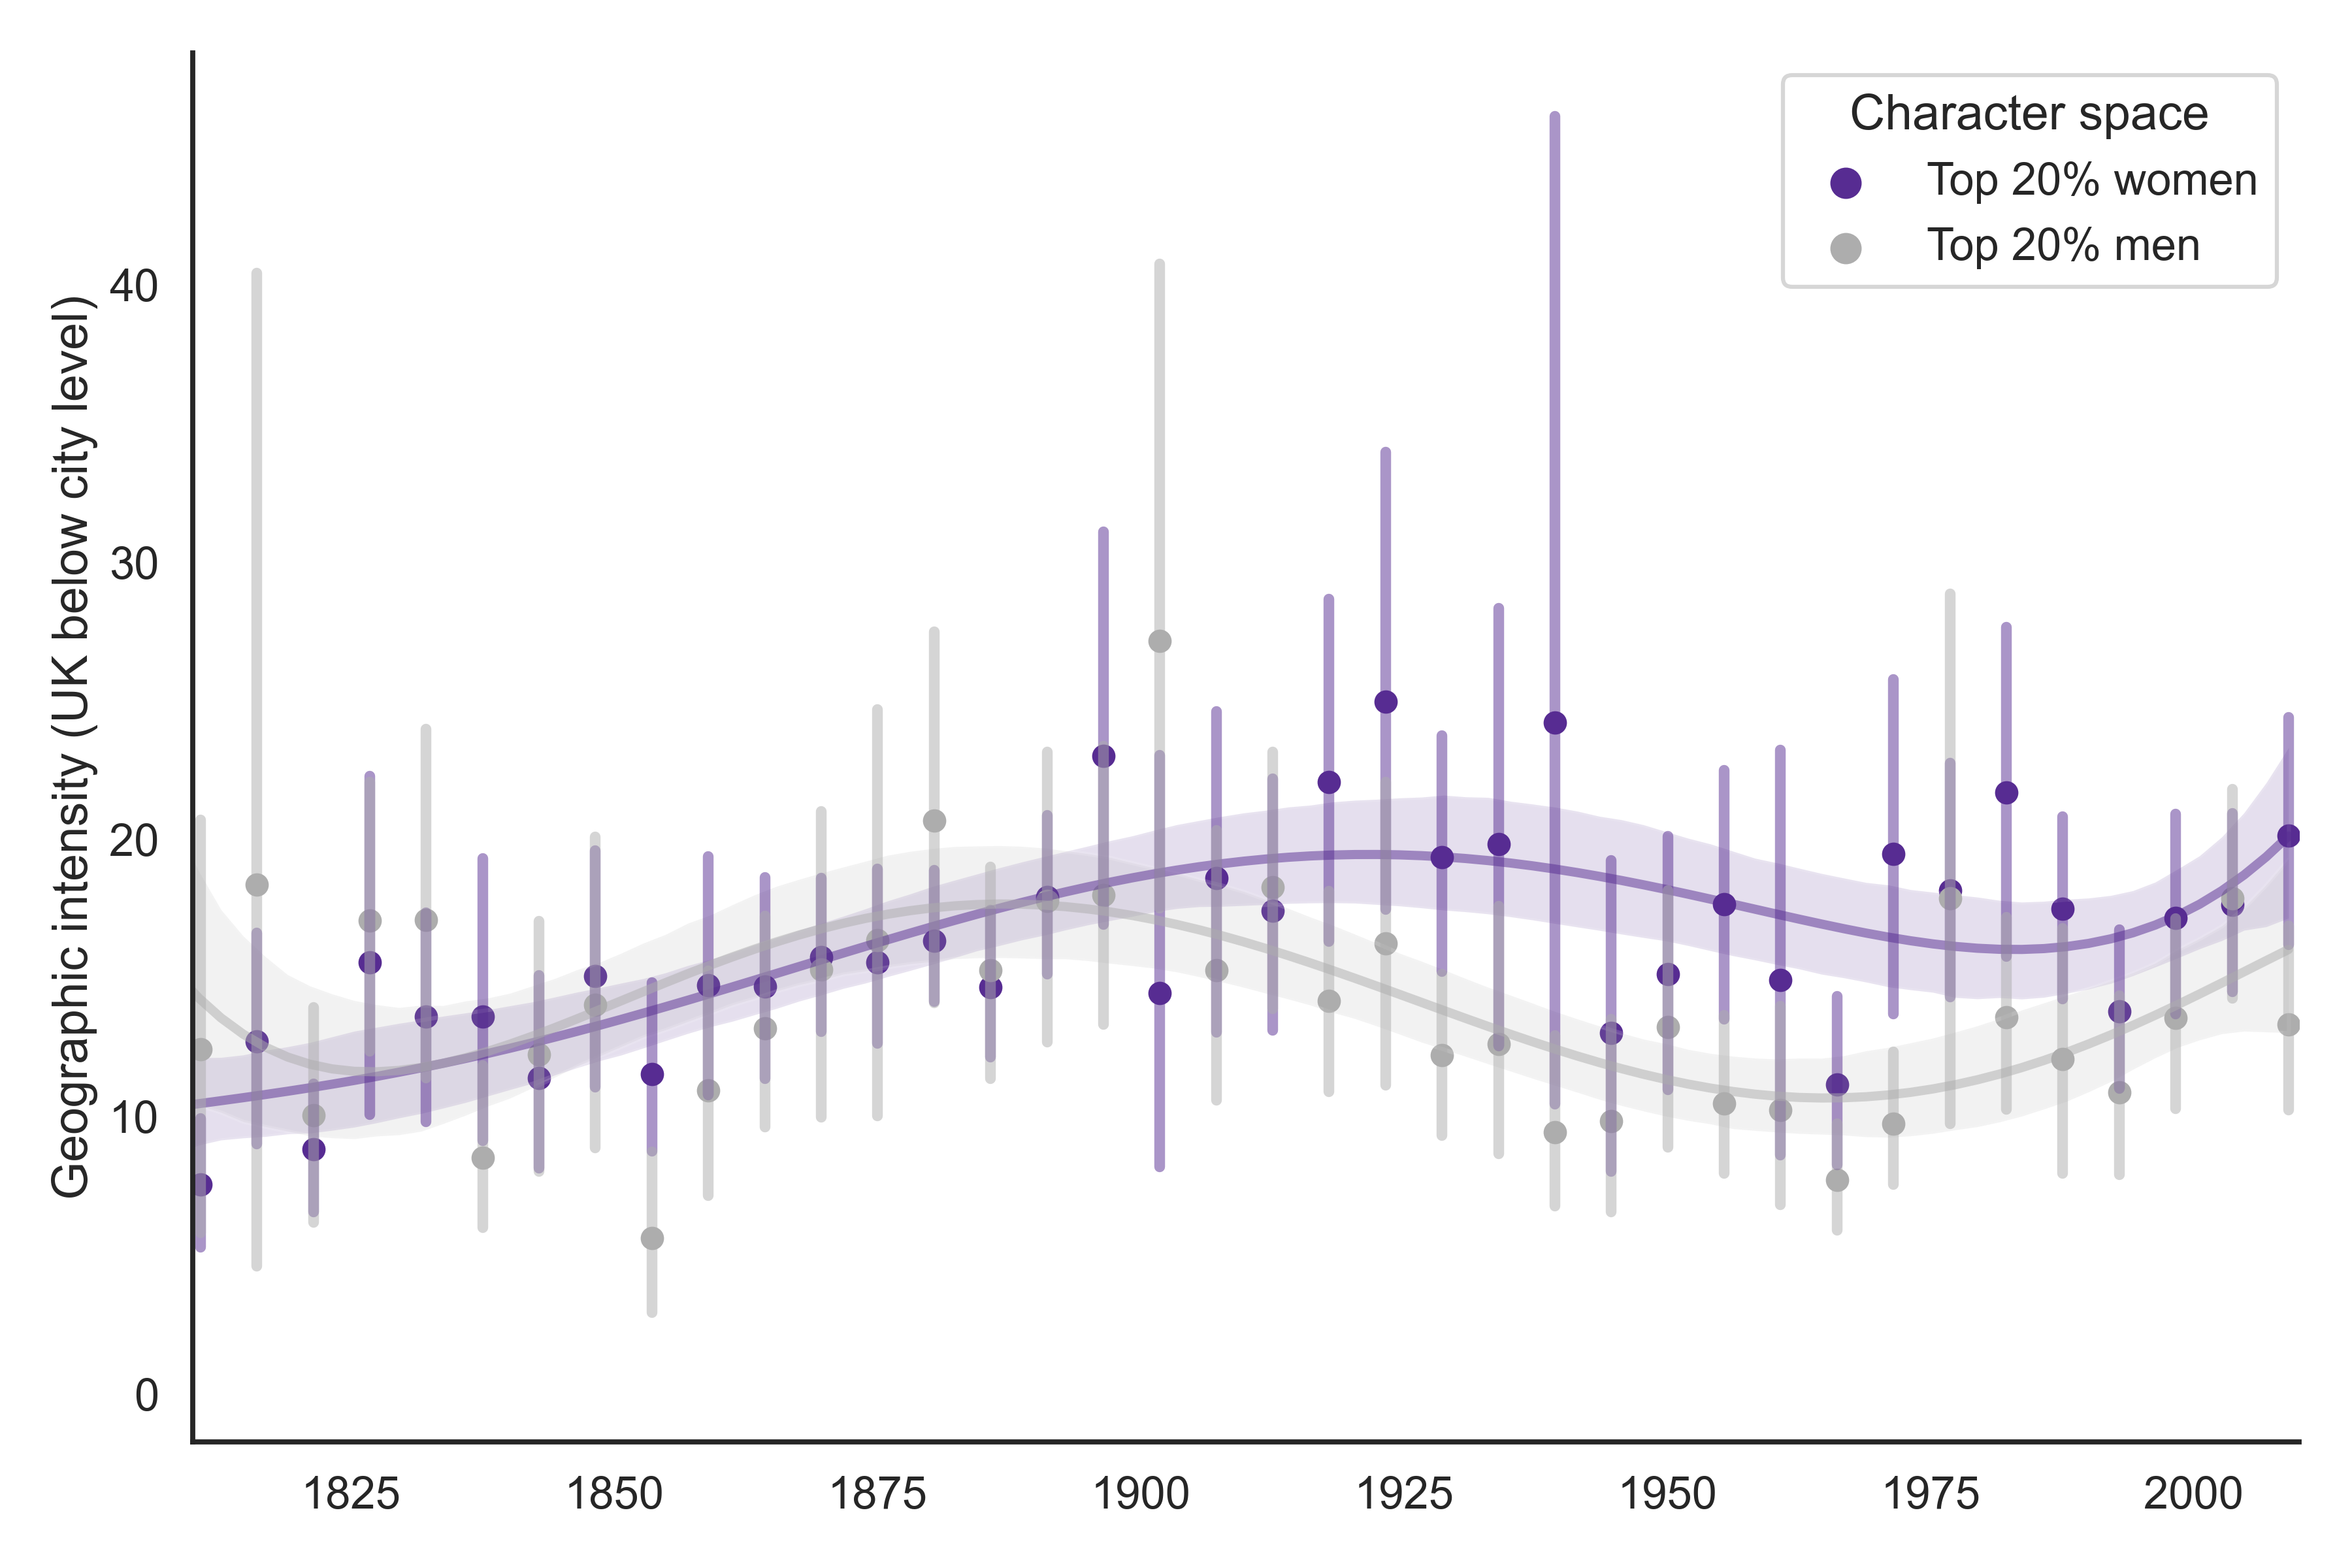 Character space
Top 20% women
Top 20% men
Geographic intensity (UK below city level)
40
30
20
10
0
1825 1850 1875 1900 1925 1950 1975 2000